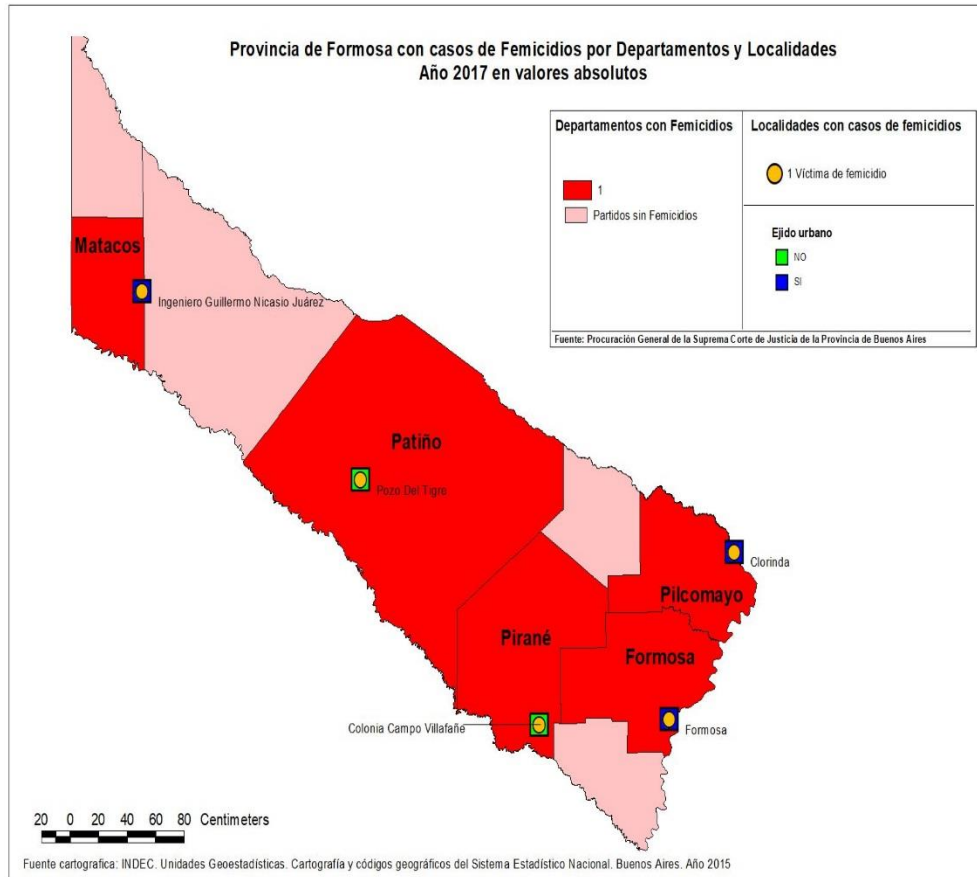 Provincia de Formosa con casos de Femicidios por Departamentos y Localidades
Año 2017 en valores absolutos
Departamentos con Femicidios
1
Partidos sin Femicidios
Localidades con casos de femicidios
1 Víctima de femicidio
Ejido urbano
NO
SI
Fuente: Procuración General de la Suprema Corte de Justicia de la Provincia de Buenos Aires
Matacos
Ingeniero Guillermo Nicasio Juárez
Patiño
Pozo Del Tigre
Clorinda
Pilcomayo
Pirané
Formosa
Colonia Campo Villafañe
Formosa
20 0 20 40 60 80 Centimeters
Fuente cartografica: INDEC. Unidades Geoestadísticas. Cartografía y códigos geográficos del Sistema Estadístico Nacional. Buenos Aires. Año 2015